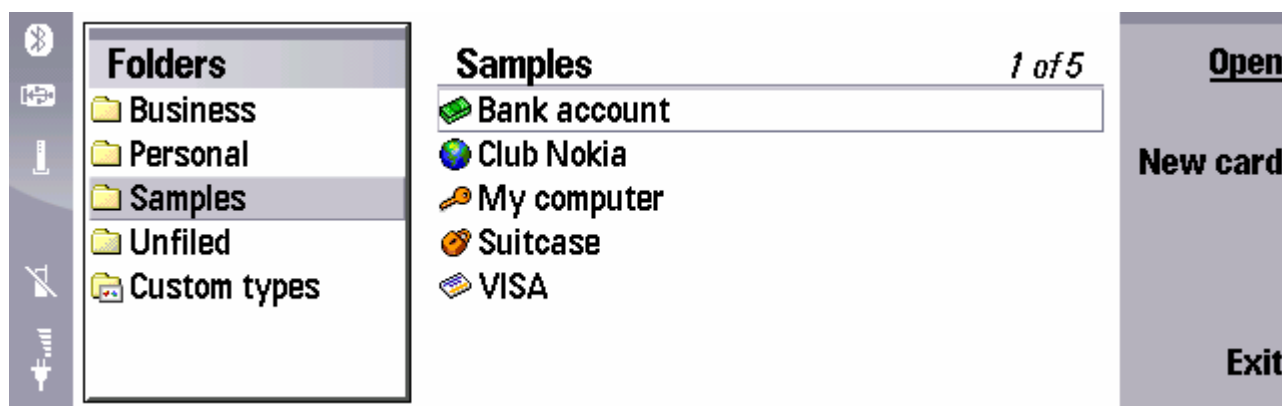 Folders
Business
Personal
Samples
Unfiled
Custom types
Samples 1 of 5
Bank account
Club Nokia
My computer
Suitcase
VISA
Open
New card
Exit